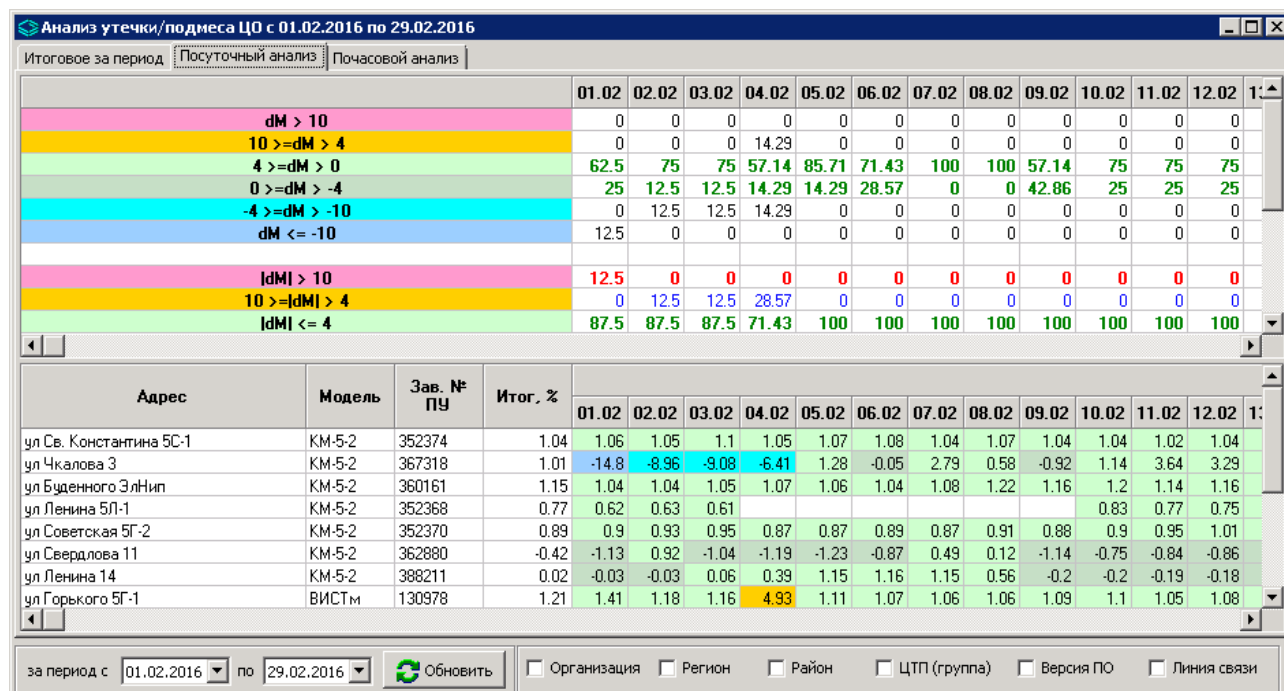 Анализ утечки/подмеса ЦО с 01.02.2016 по 29.02.2016
Итоговое за период Посуточный анализ Почасовой анализ
01.02 02.02 03.02 04.02 05.02 06.02 07.02 08.02 09.02 10.02 11.02 12.02
dM > 10 0 0 0 0 0 0 0 0 0 0 0 0
10 >=dM > 4 0 0 0 14.29 0 0 0 0 0 0 0 0
4 >=dM > 0 62.5 75 75 57.14 85.71 71.43 100 100 57.14 75 75 75
0 >=dM > -4 25 12.5 12.5 14.29 14.29 28.57 0 0 42.86 25 25 25
-4 >=dM > -10 0 12.5 12.5 14.29 0 0 0 0 0 0 0 0
dM <= -10 12.5 0 0 0 0 0 0 0 0 0 0 0
|dM| > 10 12.5 0 0 0 0 0 0 0 0 0 0 0
10 >=|dM| > 4 0 12.5 12.5 28.57 0 0 0 0 0 0 0 0
|dM| <= 4 87.5 87.5 87.5 71.43 100 100 100 100 100 100 100 100
Адрес Модель Зав. № ПУ Итог, % 01.02 02.02 03.02 04.02 05.02 06.02 07.02 08.02 09.02 10.02 11.02 12.02
ул Св. Константина 5С-1 КМ-5-2 352374 1.04 1.06 1.05 1.1 1.05 1.07 1.08 1.04 1.07 1.04 1.04 1.02 1.04
ул Чкалова 3 КМ-5-2 367318 1.01 -14.8 -8.96 -9.08 -6.41 1.28 -0.05 2.79 0.58 -0.92 1.14 3.64 3.29
ул Буденного ЭлНип КМ-5-2 360161 1.15 1.04 1.04 1.05 1.07 1.06 1.04 1.08 1.22 1.16 1.2 1.14 1.16
ул Ленина 5Л-1 КМ-5-2 352368 0.77 0.62 0.63 0.61 0.83 0.77 0.75
ул Советская 5Г-2 КМ-5-2 352370 0.89 0.9 0.93 0.95 0.87 0.87 0.89 0.87 0.91 0.88 0.9 0.95 1.01
ул Свердлова 11 КМ-5-2 362880 -0.42 -1.13 0.92 -1.04 -1.19 -1.23 -0.87 0.49 0.12 -1.14 -0.75 -0.84 -0.86
ул Ленина 14 КМ-5-2 388211 0.02 -0.03 -0.03 0.06 0.39 1.15 1.16 1.15 0.56 -0.2 -0.2 -0.19 -0.18
ул Горького 5Г-1 ВИСТм 130978 1.21 1.41 1.18 1.16 4.93 1.11 1.07 1.06 1.06 1.09 1.1 1.05 1.08
за период с 01.02.2016 по 29.02.2016 Обновить Организация Регион Район ЦТП (группа) Версия ПО Линия связи